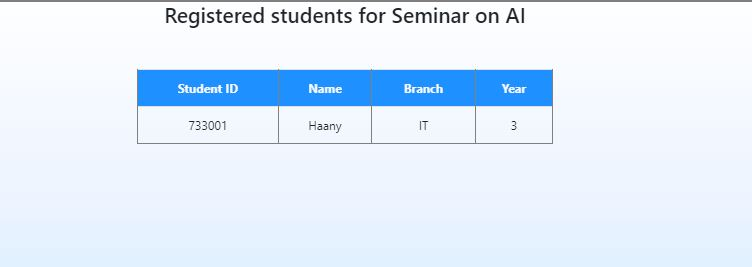 Registered students for Seminar on AI
Student ID Name Branch Year
733001 Haany IT 3